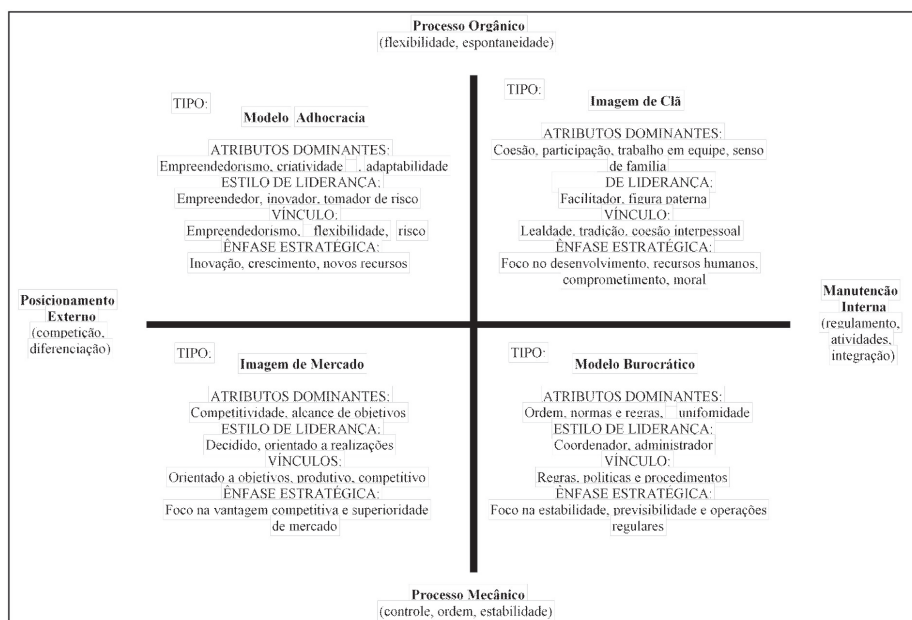 Processo Orgânico
(flexibilidade, espontaneidade)
TIPO:
Modelo Adhocracia
ATRIBUTOS DOMINANTES:
Empreendedorismo, criatividade , adaptabilidade
ESTILO DE LIDERANÇA:
Empreendedor, inovador, tomador de risco
VÍNCULO:
Empreendedorismo, flexibilidade, risco
ÊNFASE ESTRATÉGICA:
Inovação, crescimento, novos recursos
TIPO:
Imagem de Clã
ATRIBUTOS DOMINANTES:
Coesão, participação, trabalho em equipe, senso
de família
DE LIDERANÇA:
Facilitador, figura paterna
VÍNCULO:
Lealdade, tradição, coesão interpessoal
ÊNFASE ESTRATÉGICA:
Foco no desenvolvimento, recursos humanos,
comprometimento, moral
Posicionamento
Externo
(competição,
diferenciação)
Manutencão
Interna
(regulamento,
atividades,
integração)
TIPO:
Imagem de Mercado
ATRIBUTOS DOMINANTES:
Competitividade, alcance de objetivos
ESTILO DE LIDERANÇA:
Decidido, orientado a realizações
VÍNCULOS:
Orientado a objetivos, produtivo, competitivo
ÊNFASE ESTRATÉGICA:
Foco na vantagem competitiva e superioridade
de mercado
TIPO:
Modelo Burocrático
ATRIBUTOS DOMINANTES:
Ordem, normas e regras, unifomidade
ESTILO DE LIDERANÇA:
Coordenador, administrador
VÍNCULO:
Regras, politicas e procedimentos
ÊNFASE ESTRATÉGICA:
Foco na estabilidade, previsibilidade e operações
regulares
Processo Mecânico
(controle, ordem, estabilidade)